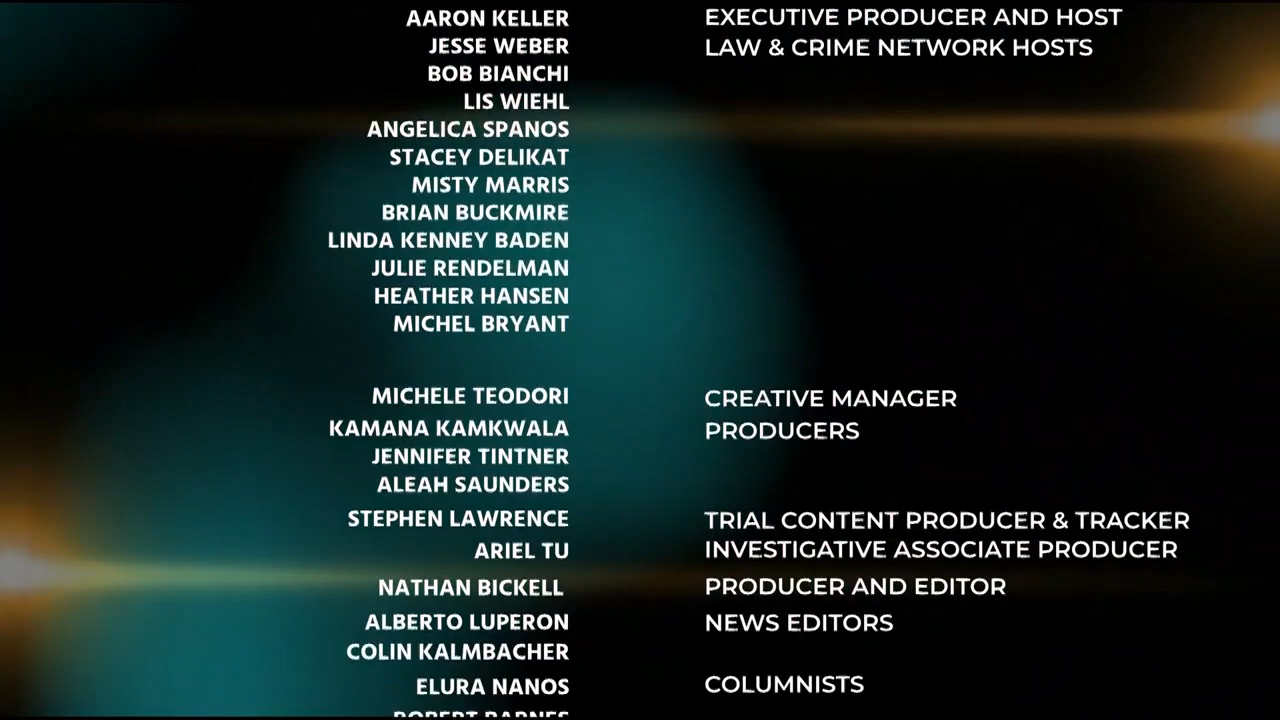 AARON KELLER EXECUTIVE PRODUCER AND HOST
JESSE WEBER LAW & CRIME NETWORK HOSTS
BOB BIANCHI
LIS WIEHL
ANGELICA SPANOS
STACEY DELIKAT
MISTY MARRIS
BRIAN BUCKMIRE
LINDA KENNEY BADEN
JULIE RENDELMAN
HEATHER HANSEN
MICHEL BRYANT
MICHELE TEODORI CREATIVE MANAGER
KAMANA KAMKWALA PRODUCERS
JENNIFER TINTNER
ALEAH SAUNDERS
STEPHEN LAWRENCE TRIAL CONTENT PRODUCER & TRACKER
ARIEL TU INVESTIGATIVE ASSOCIATE PRODUCER
NATHAN BICKELL PRODUCER AND EDITOR
ALBERTO LUPERON NEWS EDITORS
COLIN KALMBACHER
ELURA NANOS COLUMNISTS
ROBERT BARNES